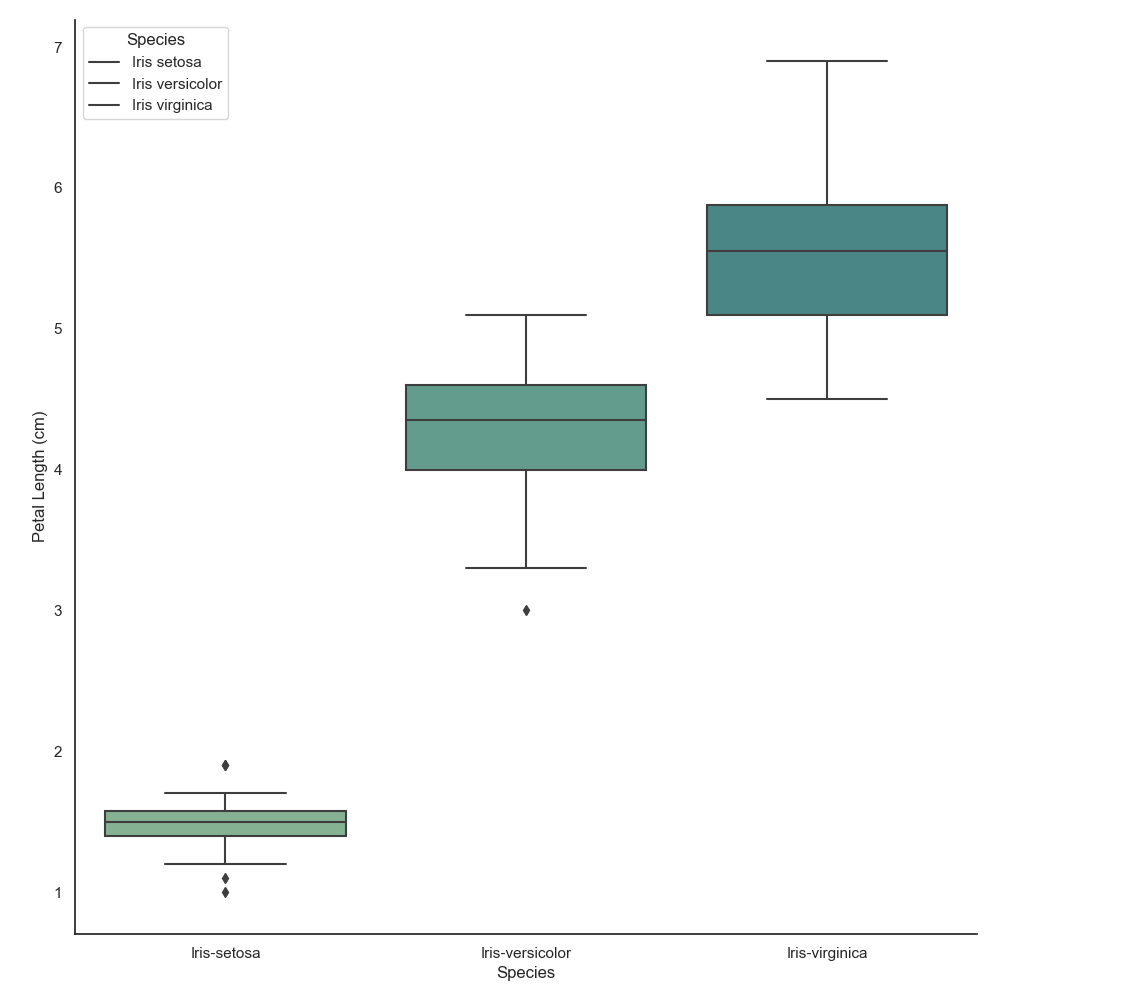 Species
Iris setosa
Iris versicolor
Iris virginica
7
6
5
4
3
2
1
Petal Length (cm)
Iris-setosa
Iris-versicolor
Iris-virginica
Species